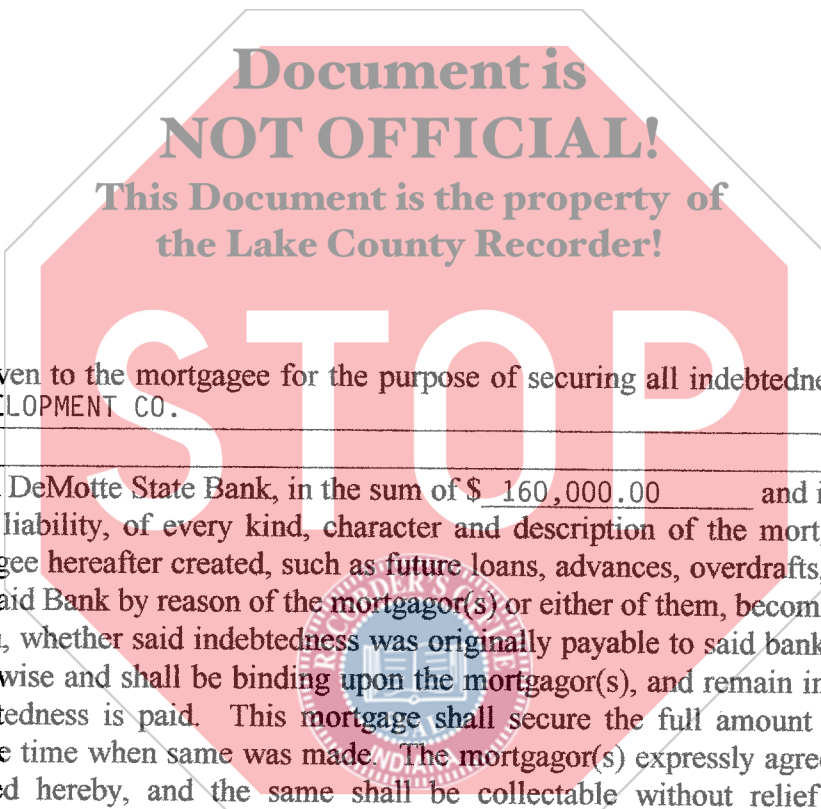 Document is
NOT OFFICIAL!
This Document is the property of
the Lake County Recorder!
STOP
ven to the mortgagee for the purpose of securing all indebtedne
LOPMENT CO.
DeMotte State Bank, in the sum of $ 160,000.00 and i
liability, of every kind, character and description of the mort
gee hereafter created, such as future loans, advances, overdrafts,
aid Bank by reason of the mortgagor(s) or either of them, becom
, whether said indebtedness was originally payable to said bank
wise and shall be binding upon the mortgagor(s), and remain in
tedness is paid. This mortgage shall secure the full amount
e time when same was made. The mortgagor(s) expressly agree
ed hereby, and the same shall be collectable without relief
RECORDER'S OFFICE
INDIANA